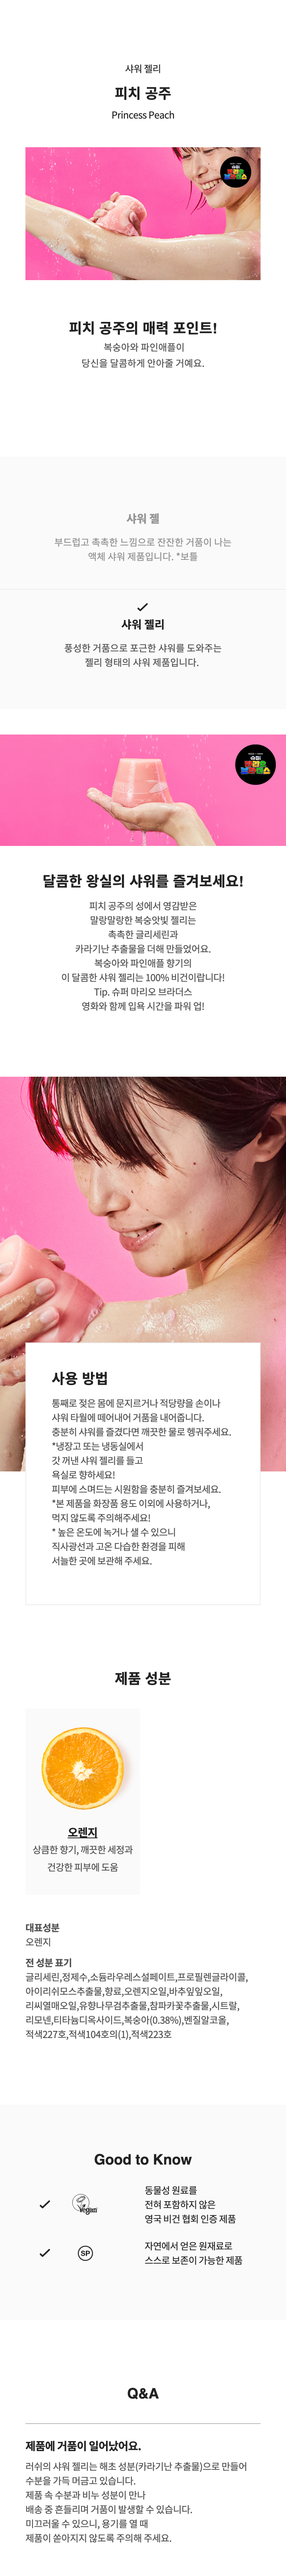 샤워 젤리
피치 공주
Princess Peach
피치 공주의 매력 포인트!
복숭아와 파인애플이
당신을 달콤하게 안아줄 거예요.
샤워 젤
부드럽고 촉촉한 느낌으로 잔잔한 거품이 나는
액체 샤워 제품입니다. *보틀
샤워 젤리
풍성한 거품으로 포근한 샤워를 도와주는
젤리 형태의 샤워 제품입니다.
슈퍼
달콤한 왕실의 샤워를 즐겨보세요!
피치 공주의 성에서 영감받은
말랑말랑한 복숭앗빛 젤리는
촉촉한 글리세린과
카라기난 추출물을 더해 만들었어요.
복숭아와 파인애플 향기의
이 달콤한 샤워 젤리는 100% 비건이랍니다!
Tip. 슈퍼 마리오 브라더스
영화와 함께 입욕 시간을 파워 업!
사용 방법
통째로 젖은 몸에 문지르거나 적당량을 손이나
샤워 타월에 떼어내어 거품을 내어줍니다.
충분히 샤워를 즐겼다면 깨끗한 물로 헹궈주세요.
*냉장고 또는 냉동실에서
갓 꺼낸 샤워 젤리를 들고
욕실로 향하세요!
피부에 스며드는 시원함을 충분히 즐겨보세요.
*본 제품을 화장품 용도 이외에 사용하거나,
먹지 않도록 주의해주세요!
* 높은 온도에 녹거나 샐 수 있으니
직사광선과 고온 다습한 환경을 피해
서늘한 곳에 보관해 주세요.
제품 성분
오렌지
상큼한 향기, 깨끗한 세정과
건강한 피부에 도움
대표성분
오렌지
전 성분 표기
글리세린,정제수,소듐라우레스설페이트,프로필렌글라이콜,
아이리쉬모스추출물,향료,오렌지오일,바추잎잎오일,
리씨열매오일,유향나무검추출물,참파카꽃추출물,시트랄,
리모넨,티타늄디옥사이드,복숭아(0.38%),벤질알코올,
적색227호,적색104호의(1),적색223호
Good to Know
vegan
동물성 원료를
전혀 포함하지 않은
영국 비건 협회 인증 제품
SP
자연에서 얻은 원재료로
스스로 보존이 가능한 제품
Q&A
제품에 거품이 일어났어요.
러쉬의 샤워 젤리는 해초 성분(카라기난 추출물)으로 만들어
수분을 가득 머금고 있습니다.
제품 속 수분과 비누 성분이 만나
배송 중 흔들리며 거품이 발생할 수 있습니다.
미끄러울 수 있으니, 용기를 열 때
제품이 쏟아지지 않도록 주의해 주세요.